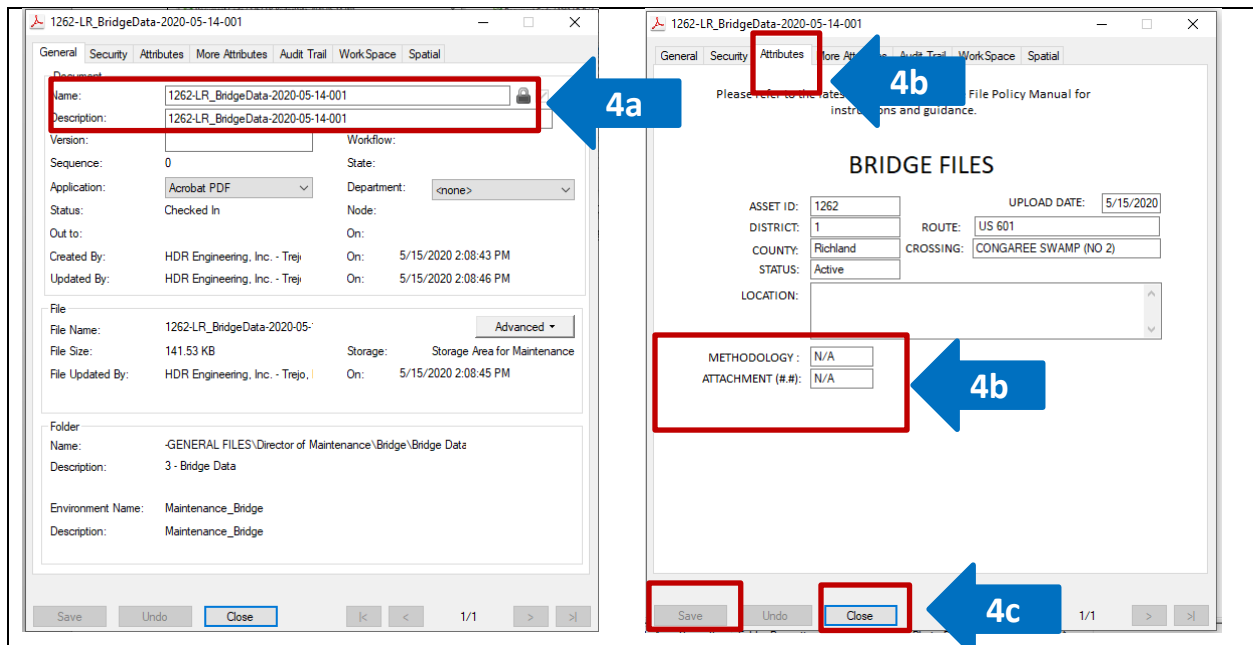 1262-LR_BridgeData-2020-05-14-001
General Security Attributes More Attributes Audit Trail WorkSpace Spatial
Document
Name: 1262-LR_BridgeData-2020-05-14-001
4a
Description: 1262-LR_BridgeData-2020-05-14-001
Version: Workflow:
Sequence: 0 State:
Application: Acrobat PDF Department: <none>
Status: Checked In Node:
Out to: On:
Created By: HDR Engineering, Inc. - Trej On: 5/15/2020 2:08:43 PM
Updated By: HDR Engineering, Inc. - Trej On: 5/15/2020 2:08:46 PM
File
File Name: 1262-LR_BridgeData-2020-05- Advanced
File Size: 141.53 KB Storage: Storage Area for Maintenance
File Updated By: HDR Engineering, Inc. - Trejo, On: 5/15/2020 2:08:45 PM
Folder
Name: -GENERAL FILES\Director of Maintenance\Bridge\Bridge Data
Description: 3 - Bridge Data
Environment Name: Maintenance_Bridge
Description: Maintenance_Bridge
Save Undo Close |< < 1/1 > >|
1262-LR_BridgeData-2020-05-14-001
General Security Attributes More Audit Trail WorkSpace Spatial
4b
Please refer to the File Policy Manual for
and guidance.
BRIDGE FILES
ASSET ID: 1262 UPLOAD DATE: 5/15/2020
DISTRICT: 1 ROUTE: US 601
COUNTY: Richland CROSSING: CONGAREE SWAMP (NO 2)
STATUS: Active
LOCATION:
METHODOLOGY : N/A
ATTACHMENT (#.#): N/A
4b
Save Undo Close 4c 1/1 > >|